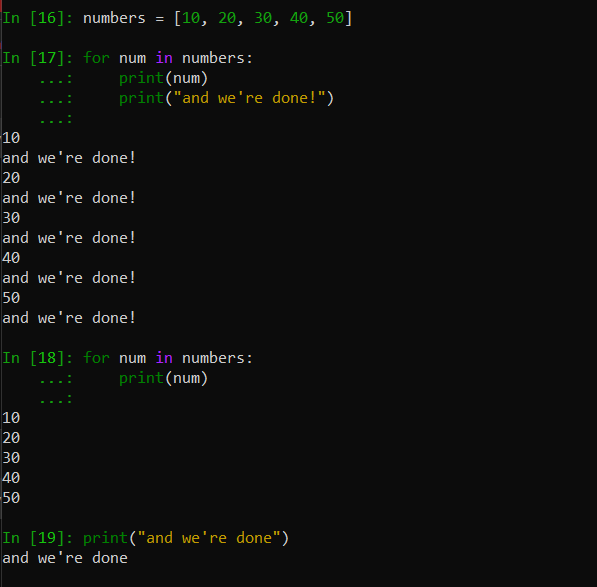 In [16]: numbers = [10, 20, 30, 40, 50]
In [17]: for num in numbers:
    ...:     print(num)
    ...:     print("and we're done!")
    ...:
10
and we're done!
20
and we're done!
30
and we're done!
40
and we're done!
50
and we're done!
In [18]: for num in numbers:
    ...:     print(num)
    ...:
10
20
30
40
50
In [19]: print("and we're done")
and we're done